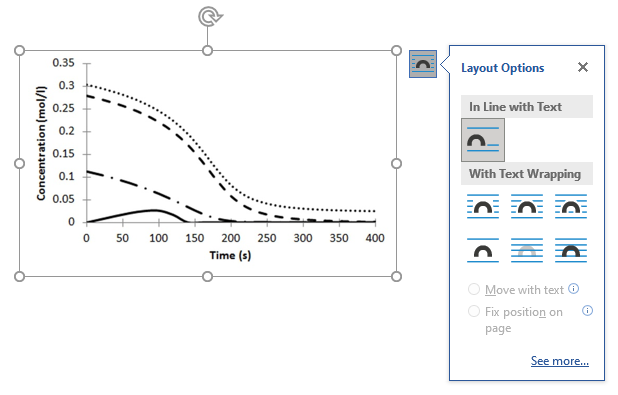 0.35
0.3
0.25
0.2
0.15
0.1
0.05
0
Concentration (mol/l)
0 50 100 150 200 250 300 350 400
Time (s)
Layout Options
In Line with Text
With Text Wrapping
Move with text
Fix position on
page
See more...